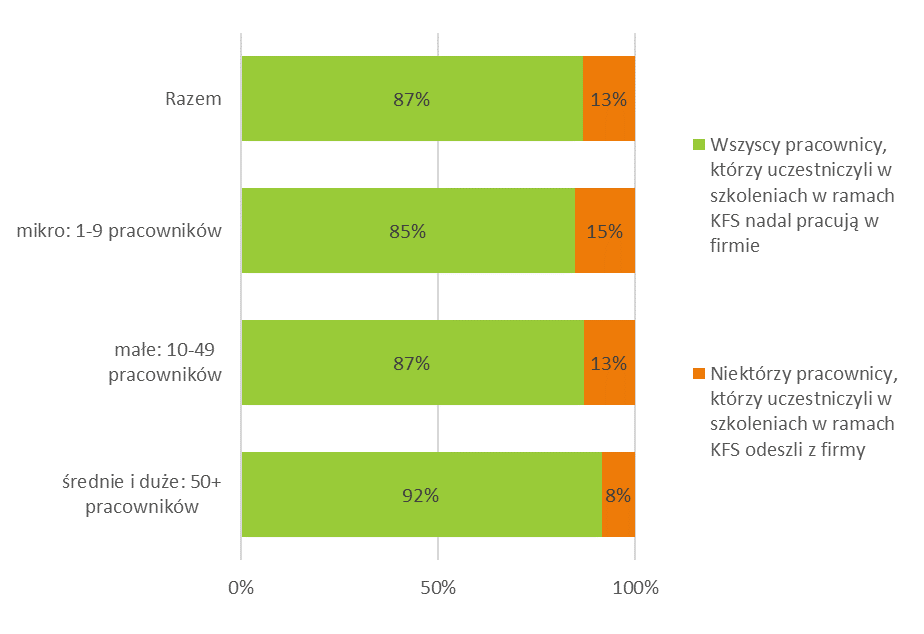 Razem
87%
13%
mikro: 1-9 pracowników
85%
15%
małe: 10-49
pracowników
87%
13%
średnie i duże: 50+
pracowników
92%
8%
0%
50%
100%
Wszyscy pracownicy,
którzy uczestniczyli w
szkoleniach w ramach
KFS nadal pracują w
firmie
Niektórzy pracownicy,
którzy uczestniczyli w
szkoleniach w ramach
KFS odeszli z firmy